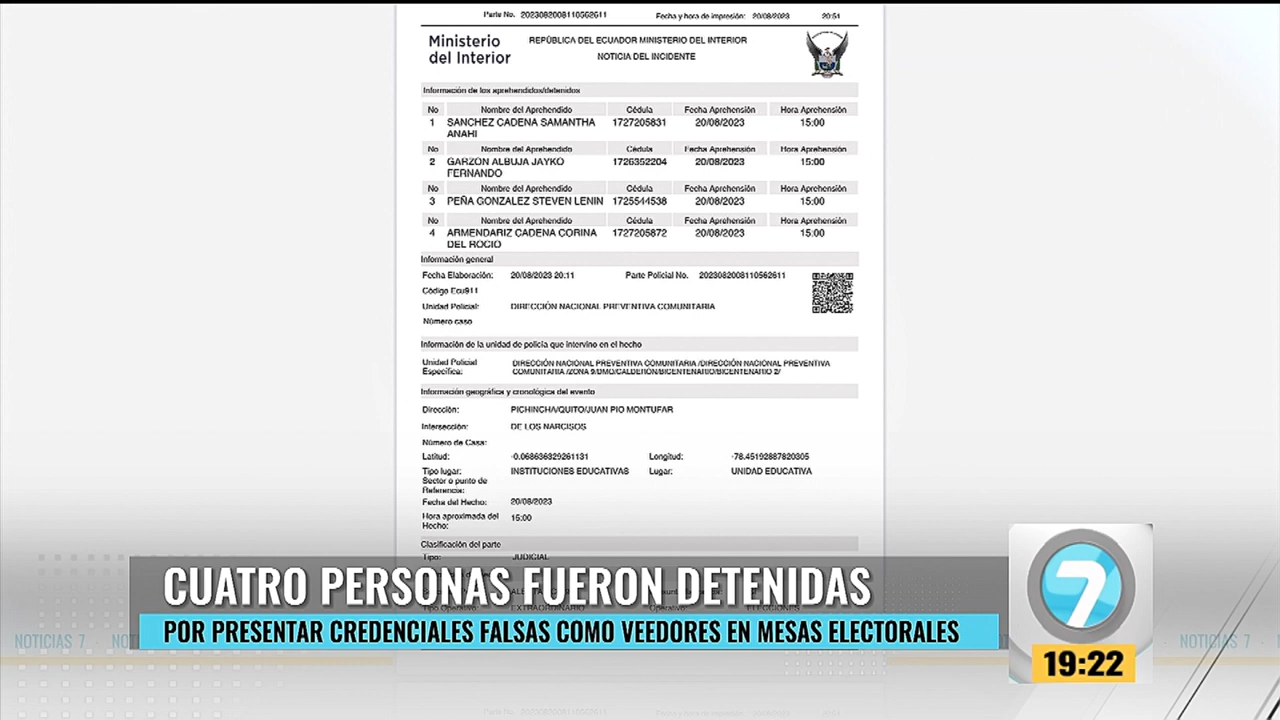 Parte No. 2023082008110562611 Fecha y hora de impresión: 20/08/2023 20:51
Ministerio
del Interior
REPÚBLICA DEL ECUADOR MINISTERIO DEL INTERIOR
NOTICIA DEL INCIDENTE
Información de los aprehendidos/detenidos
No Nombre del Aprehendido Cédula Fecha Aprehensión Hora Aprehensión
1 SANCHEZ CADENA SAMANTHA 1727205831 20/08/2023 15:00
ANAHI
No Nombre del Aprehendido Cédula Fecha Aprehensión Hora Aprehensión
2 GARZON ALBUJA JAYKO 1726352204 20/08/2023 15:00
FERNANDO
No Nombre del Aprehendido Cédula Fecha Aprehensión Hora Aprehensión
3 PEÑA GONZALEZ STEVEN LENIN 1725544538 20/08/2023 15:00
No Nombre del Aprehendido Cédula Fecha Aprehensión Hora Aprehensión
4 ARMENDARIZ CADENA CORINA 1727205872 20/08/2023 15:00
DEL ROCIO
Información general
Fecha Elaboración: 20/08/2023 20:11 Parte Policial No. 2023082008110562611
Código Ecu911
Unidad Policial: DIRECCIÓN NACIONAL PREVENTIVA COMUNITARIA
Número caso
Información de la unidad de policía que intervino en el hecho
Unidad Policial DIRECCIÓN NACIONAL PREVENTIVA COMUNITARIA /DIRECCIÓN NACIONAL PREVENTIVA
Específica: COMUNITARIA /ZONA 9/DMQ/CALDERÓN/BICENTENARIO/BICENTENARIO 2/
Información geográfica y cronológica del evento
Dirección: PICHINCHA/QUITO/JUAN PIO MONTUFAR
Intersección: DE LOS NARCISOS
Número de Casa:
Latitud: -0.068636329261131 Longitud: -78.45192887820305
Tipo lugar: INSTITUCIONES EDUCATIVAS Lugar: UNIDAD EDUCATIVA
Sector o punto de
Referencia:
Fecha del Hecho: 20/08/2023
Hora aproximada del 15:00
Hecho:
Clasificación del parte
Tipo: JUDICIAL
Tipo Operativo: EXTRAORDINARIO Operativo: ELECCIONES
CUATRO PERSONAS FUERON DETENIDAS
POR PRESENTAR CREDENCIALES FALSAS COMO VEEDORES EN MESAS ELECTORALES
NOTICIAS 7
NOTICIAS 7
7
19:22